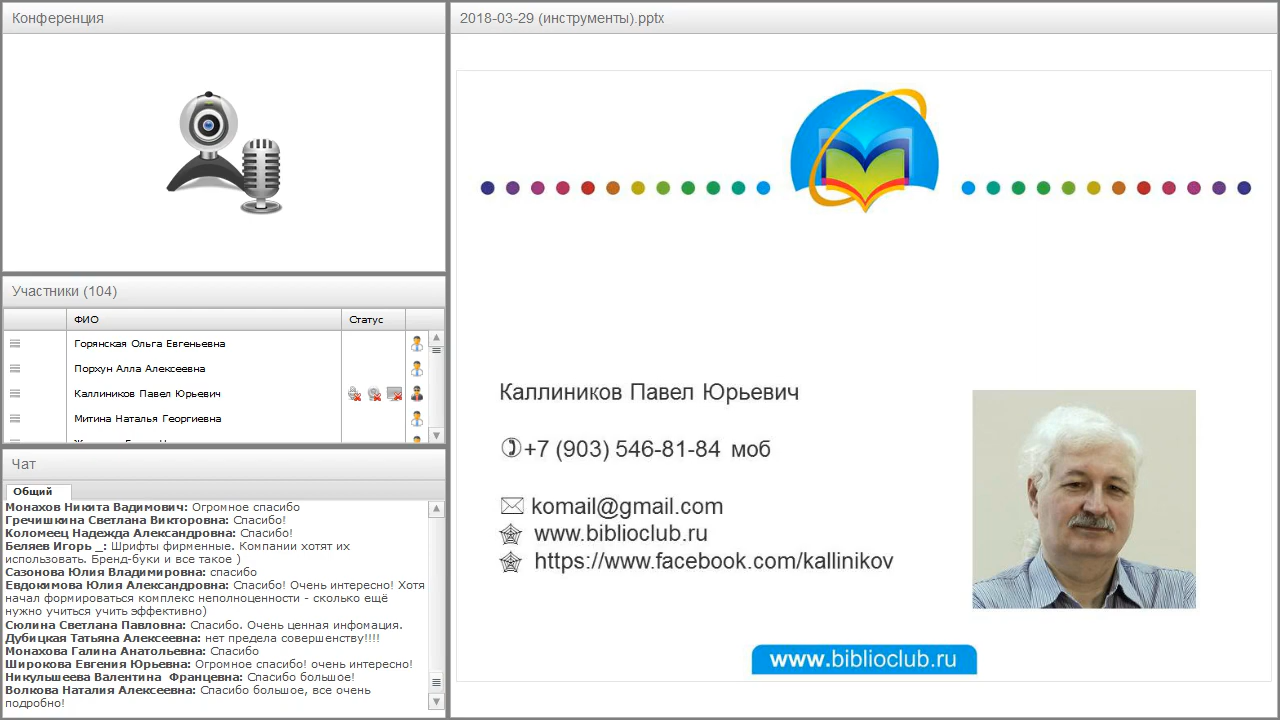 Конференция
2018-03-29 (инструменты).pptx
Участники (104)
ФИО
Статус
Горянская Ольга Евгеньевна
Порхун Алла Алексеевна
Каллиников Павел Юрьевич
Митина Наталья Георгиевна
Чат
Общий
Монахов Никита Вадимович: Огромное спасибо
Гречишкина Светлана Викторовна: Спасибо!
Коломеец Надежда Александровна: Спасибо!
Беляев Игорь _: Шрифты фирменные. Компании хотят их
использовать. Бренд-буки и все такое )
Сазонова Юлия Владимировна: спасибо
Евдокимова Юлия Александровна: Спасибо! Очень интересно! Хотя
начал формироваться комплекс неполноценности - сколько ещё
нужно учиться учить эффективно)
Сюлина Светлана Павловна: Спасибо. Очень ценная инфомация.
Дубицкая Татьяна Алексеевна: нет предела совершенству!!!!
Монахова Галина Анатольевна: Спасибо
Широкова Евгения Юрьевна: Огромное спасибо! очень интересно!
Никульшеева Валентина  Францевна: Спасибо большое!
Волкова Наталия Алексеевна: Спасибо большое, все очень
подробно!
Каллиников Павел Юрьевич
+7 (903) 546-81-84 моб
komail@gmail.com
www.biblioclub.ru
https://www.facebook.com/kallinikov
www.biblioclub.ru